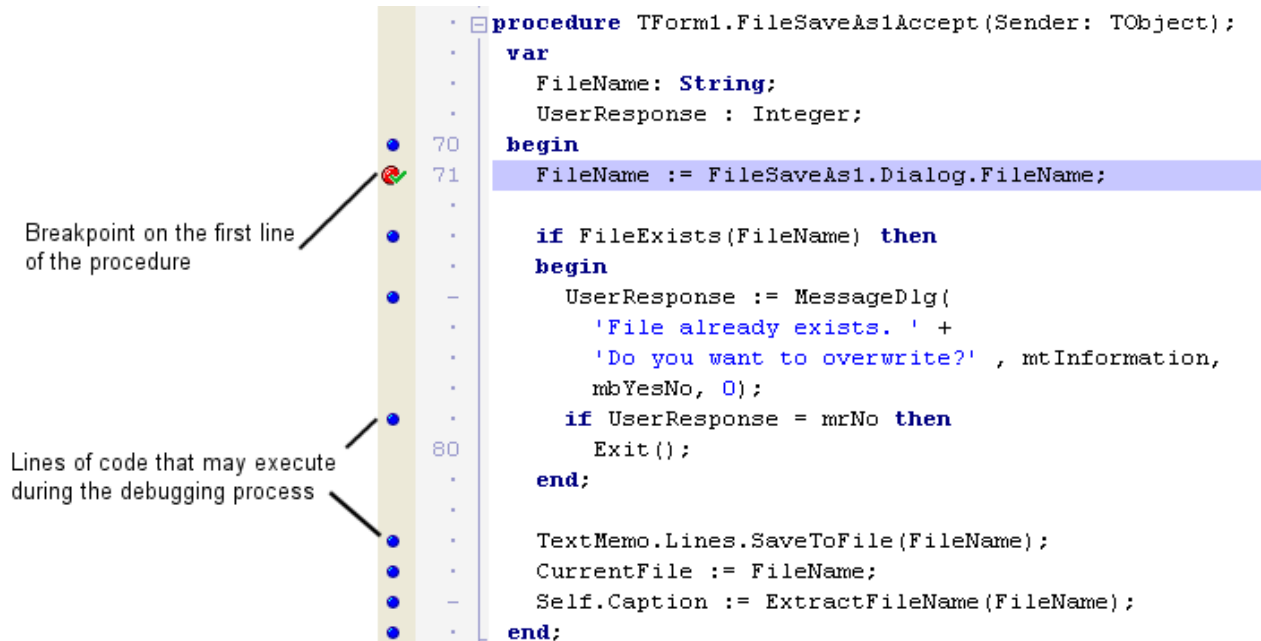 procedure TForm1.FileSaveAs1Accept(Sender: TObject);
var
FileName: String;
UserResponse : Integer;
70 begin
71 FileName := FileSaveAs1.Dialog.FileName;
Breakpoint on the first line
of the procedure
if FileExists(FileName) then
begin
UserResponse := MessageDlg(
'File already exists. ' +
'Do you want to overwrite?' , mtInformation,
mbYesNo, 0);
if UserResponse = mrNo then
80 Exit();
end;
Lines of code that may execute
during the debugging process
TextMemo.Lines.SaveToFile(FileName);
CurrentFile := FileName;
Self.Caption := ExtractFileName(FileName);
end;